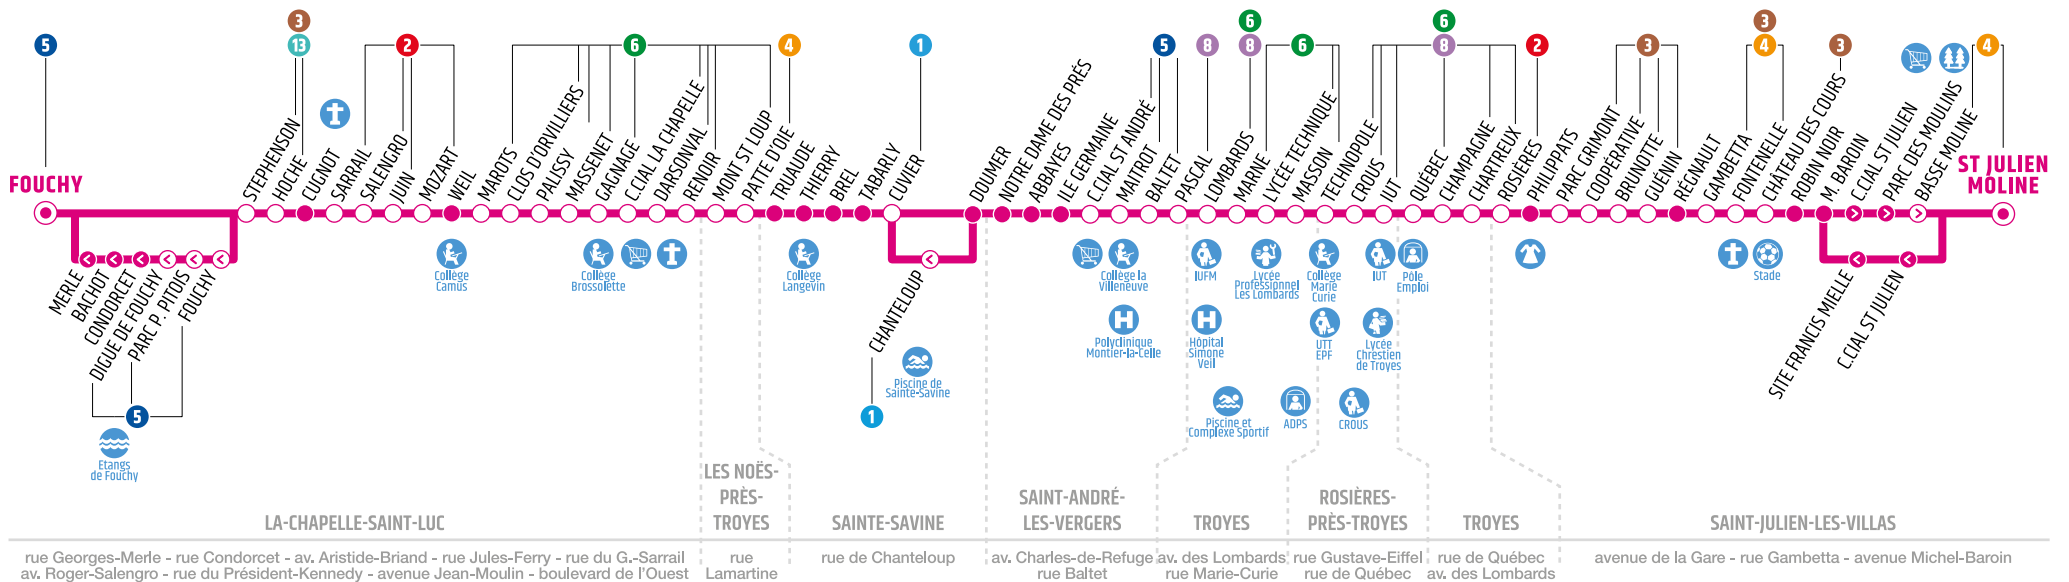 5
3
13
2
6
4
1
5
8
6
8
6
6
8
2
3
3
4
3
4
FOUCHY
STEPHENSON
HOCHE
CUGNOT
SARRAIL
SALENGRO
JUIN
MOZART
WEIL
MAROTS
CLOS D'ORVILLIERS
PALISSY
MASSENET
GAGNAGE
C.CIAL LA CHAPELLE
DARSONVAL
RENOIR
MONT ST LOUP
PATTE D'OIE
TRUAUDE
THIERRY
BREL
TABARLY
CUVIER
DOUMER
NOTRE DAME DES PRÉS
ABBAYES
ILE GERMAINE
C.CIAL ST ANDRÉ
MAITROT
BALTET
PASCAL
LOMBARDS
MARNE
LYCÉE TECHNIQUE
MASSON
TECHNOPOLE
CROUS
IUT
QUÉBEC
CHAMPAGNE
CHARTREUX
ROSIÈRES
PHILIPPATS
PARC GRIMONT
COOPÉRATIVE
BRUNOTTE
GUÉNIN
RÉGNAULT
GAMBETTA
FONTENELLE
CHÂTEAU DES COURS
ROBIN NOIR
M. BAROIN
C.CIAL ST JULIEN
PARC DES MOULINS
BASSE MOLINE
ST JULIEN
MOLINE
MERLE
BACHOT
CONDORCET
DIGUE DE FOUCHY
PARC P. PITOIS
FOUCHY
5
Etangs
de Fouchy
Collège
Camus
Collège
Brossolette
Collège
Langevin
CHANTELOUP
1
Piscine de
Sainte-Savine
Collège la
Villeneuve
H
Polyclinique
Montier-la-Celle
IUFM
H
Hôpital
Simone
Veil
Piscine et
Complexe Sportif
Lycée
Professionnel
Les Lombards
ADPS
Collège
Marie
Curie
UTT
EPF
CROUS
IUT
Lycée
Chrestien
de Troyes
Pôle
Emploi
Stade
SITE FRANCIS MIELLE
C.CIAL ST JULIEN
LA-CHAPELLE-SAINT-LUC
LES NOËS-
PRÈS-
TROYES
SAINTE-SAVINE
SAINT-ANDRÉ-
LES-VERGERS
TROYES
ROSIÈRES-
PRÈS-TROYES
TROYES
SAINT-JULIEN-LES-VILLAS
rue Georges-Merle - rue Condorcet - av. Aristide-Briand - rue Jules-Ferry - rue du G.-Sarrail
av. Roger-Salengro - rue du Président-Kennedy - avenue Jean-Moulin - boulevard de l'Ouest
rue
Lamartine
rue de Chanteloup
av. Charles-de-Refuge
rue Baltet
av. des Lombards
rue Marie-Curie
rue Gustave-Eiffel
rue de Québec
rue de Québec
av. des Lombards
avenue de la Gare - rue Gambetta - avenue Michel-Baroin